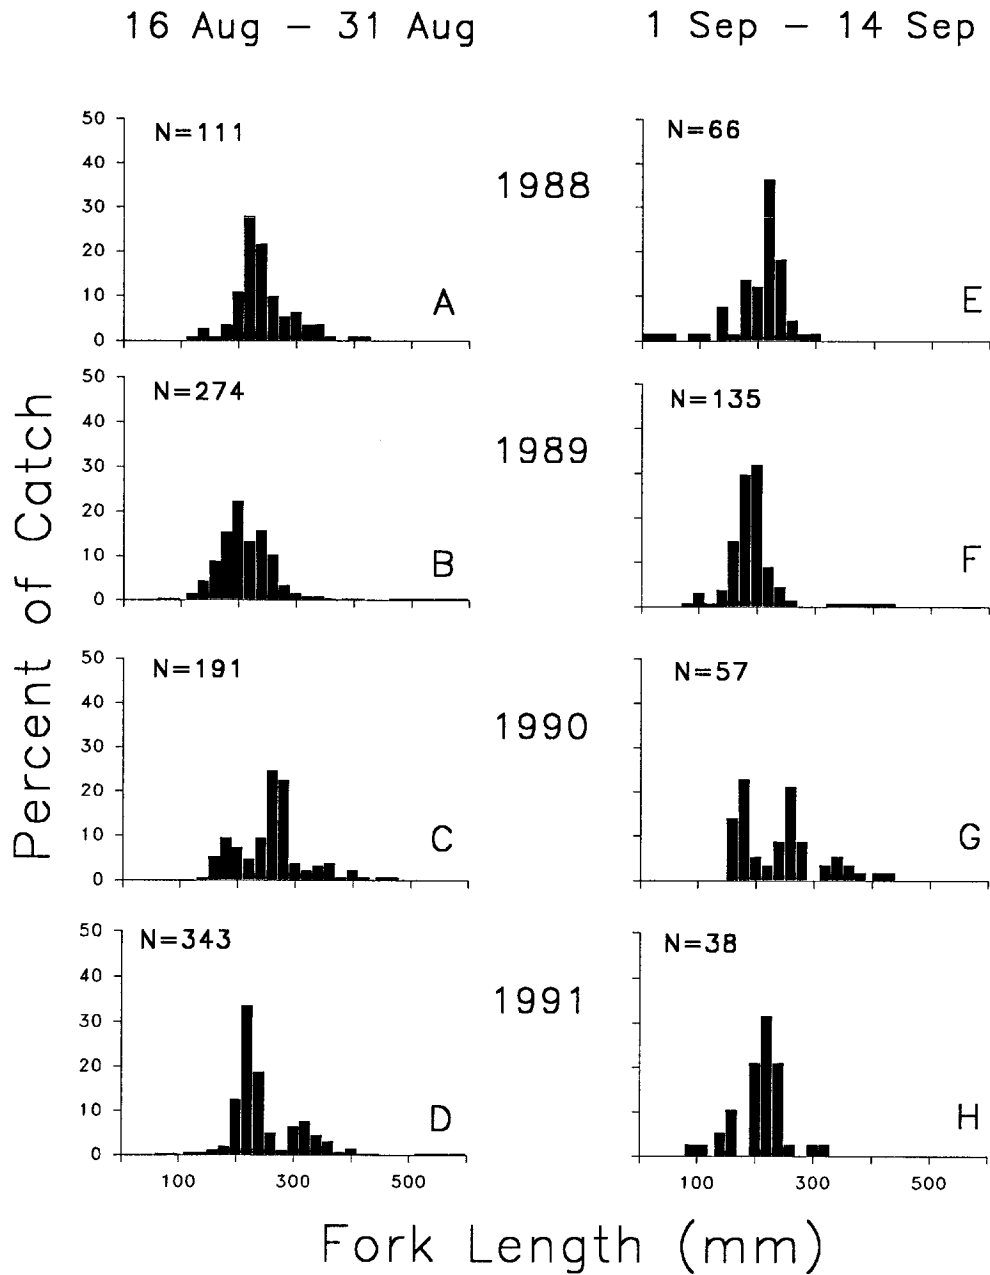 16 Aug – 31 Aug
1 Sep – 14 Sep
Percent of Catch
50
40
30
20
10
0
N=111
A
1988
N=66
E
50
40
30
20
10
0
N=274
B
1989
N=135
F
50
40
30
20
10
0
N=191
C
1990
N=57
G
50
40
30
20
10
0
N=343
D
1991
N=38
H
100 300 500
100 300 500
Fork Length (mm)